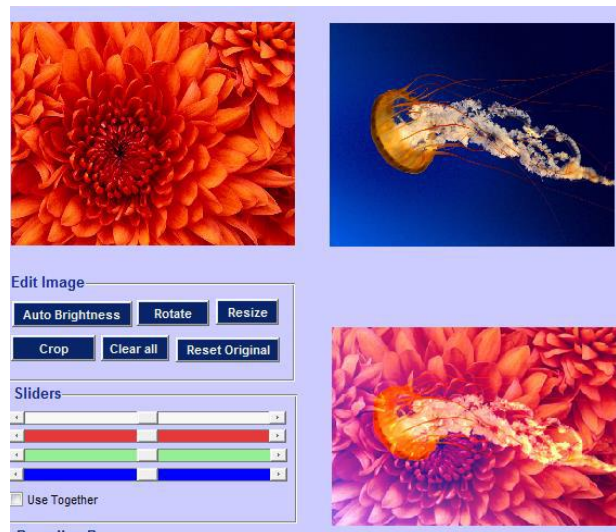 Edit Image
Auto Brightness Rotate Resize
Crop Clear all Reset Original
Sliders
Use Together